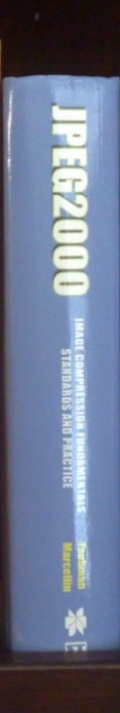 JPEG2000
IMAGE COMPRESSION FUNDAMENTALS,
STANDARDS AND PRACTICE
Taubman
Marcellin